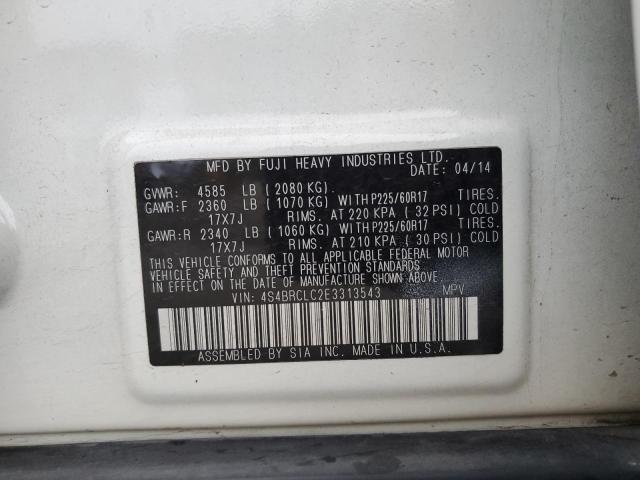 MFD BY FUJI HEAVY INDUSTRIES LTD.
DATE: 04/14
GVWR: 4585 LB ( 2080 KG)
GAWR:F 2360 LB ( 1070 KG) WITH P225/60R17 TIRES.
17X7J RIMS. AT 220 KPA ( 32 PSI) COLD
GAWR:R 2340 LB ( 1060 KG) WITH P225/60R17 TIRES.
17X7J RIMS. AT 210 KPA ( 30 PSI) COLD
THIS VEHICLE CONFORMS TO ALL APPLICABLE FEDERAL MOTOR
VEHICLE SAFETY AND THEFT PREVENTION STANDARDS
IN EFFECT ON THE DATE OF MANUFACTURE SHOWN ABOVE.
VIN: 4S4BRCLC2E3313543 MPV
ASSEMBLED BY SIA INC. MADE IN U.S.A.